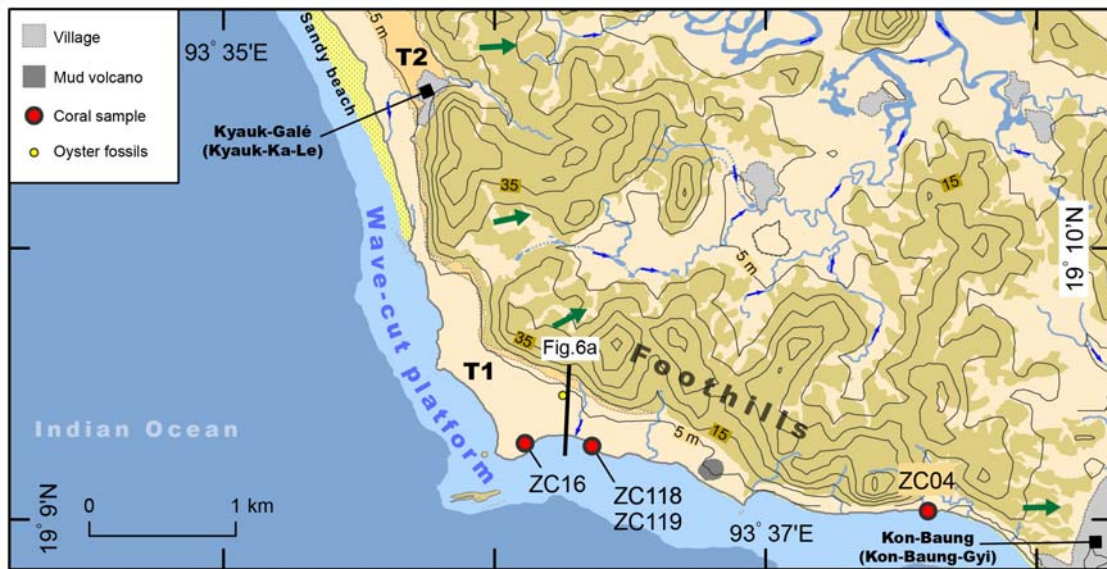 Village
Mud volcano
Coral sample
Oyster fossils
93° 35'E
Sandy beach
5 m
T2
Kyauk-Galé
(Kyauk-Ka-Le)
35
15
19° 10'N
5 m
Wave-cut platform
35
Fig.6a
Foothills
T1
15
5 m
Indian Ocean
ZC16
ZC118
ZC119
ZC04
0 1 km
19° 9'N
93° 37'E
Kon-Baung
(Kon-Baung-Gyi)